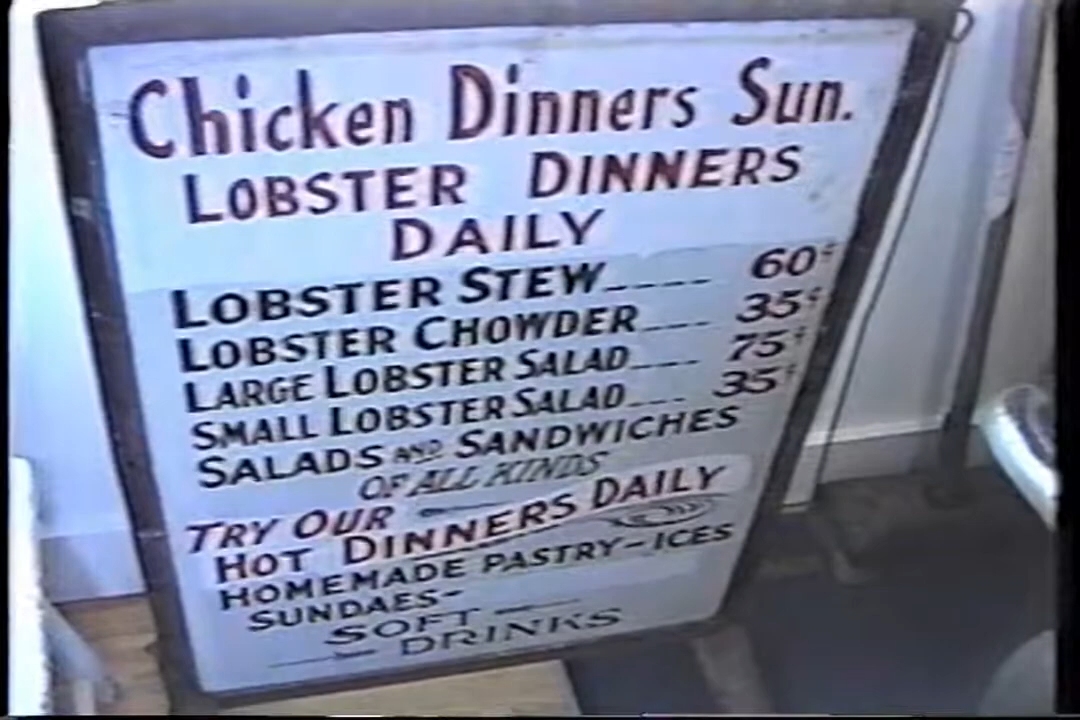 Chicken Dinners Sun.
LOBSTER DINNERS
DAILY
LOBSTER STEW---- 60¢
LOBSTER CHOWDER--- 35¢
LARGE LOBSTER SALAD--- 75¢
SMALL LOBSTER SALAD--- 35¢
SALADS AND SANDWICHES
OF ALL KINDS
TRY OUR
HOT DINNERS DAILY
HOMEMADE PASTRY-ICES
SUNDAES-
SOFT
DRINKS